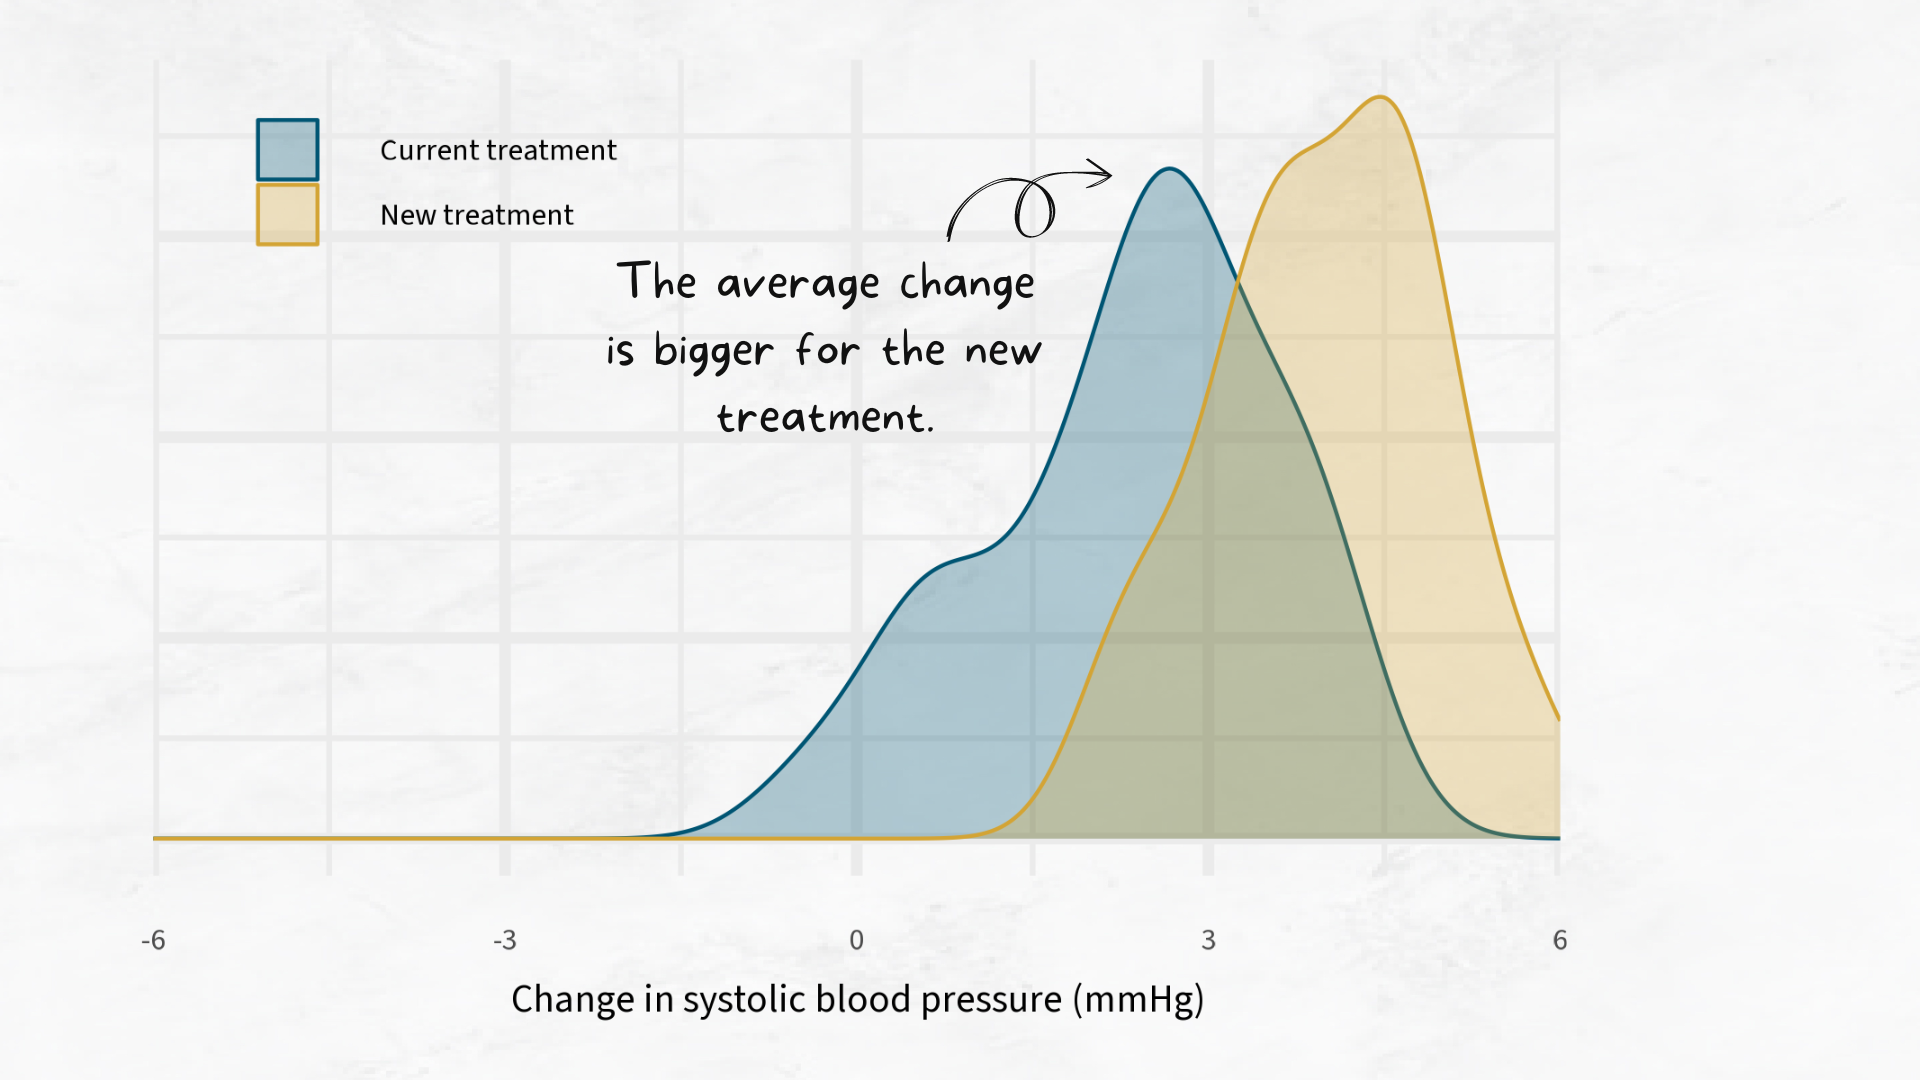 Current treatment
New treatment
The average change
is bigger for the new
treatment.
-6 -3 0 3 6
Change in systolic blood pressure (mmHg)